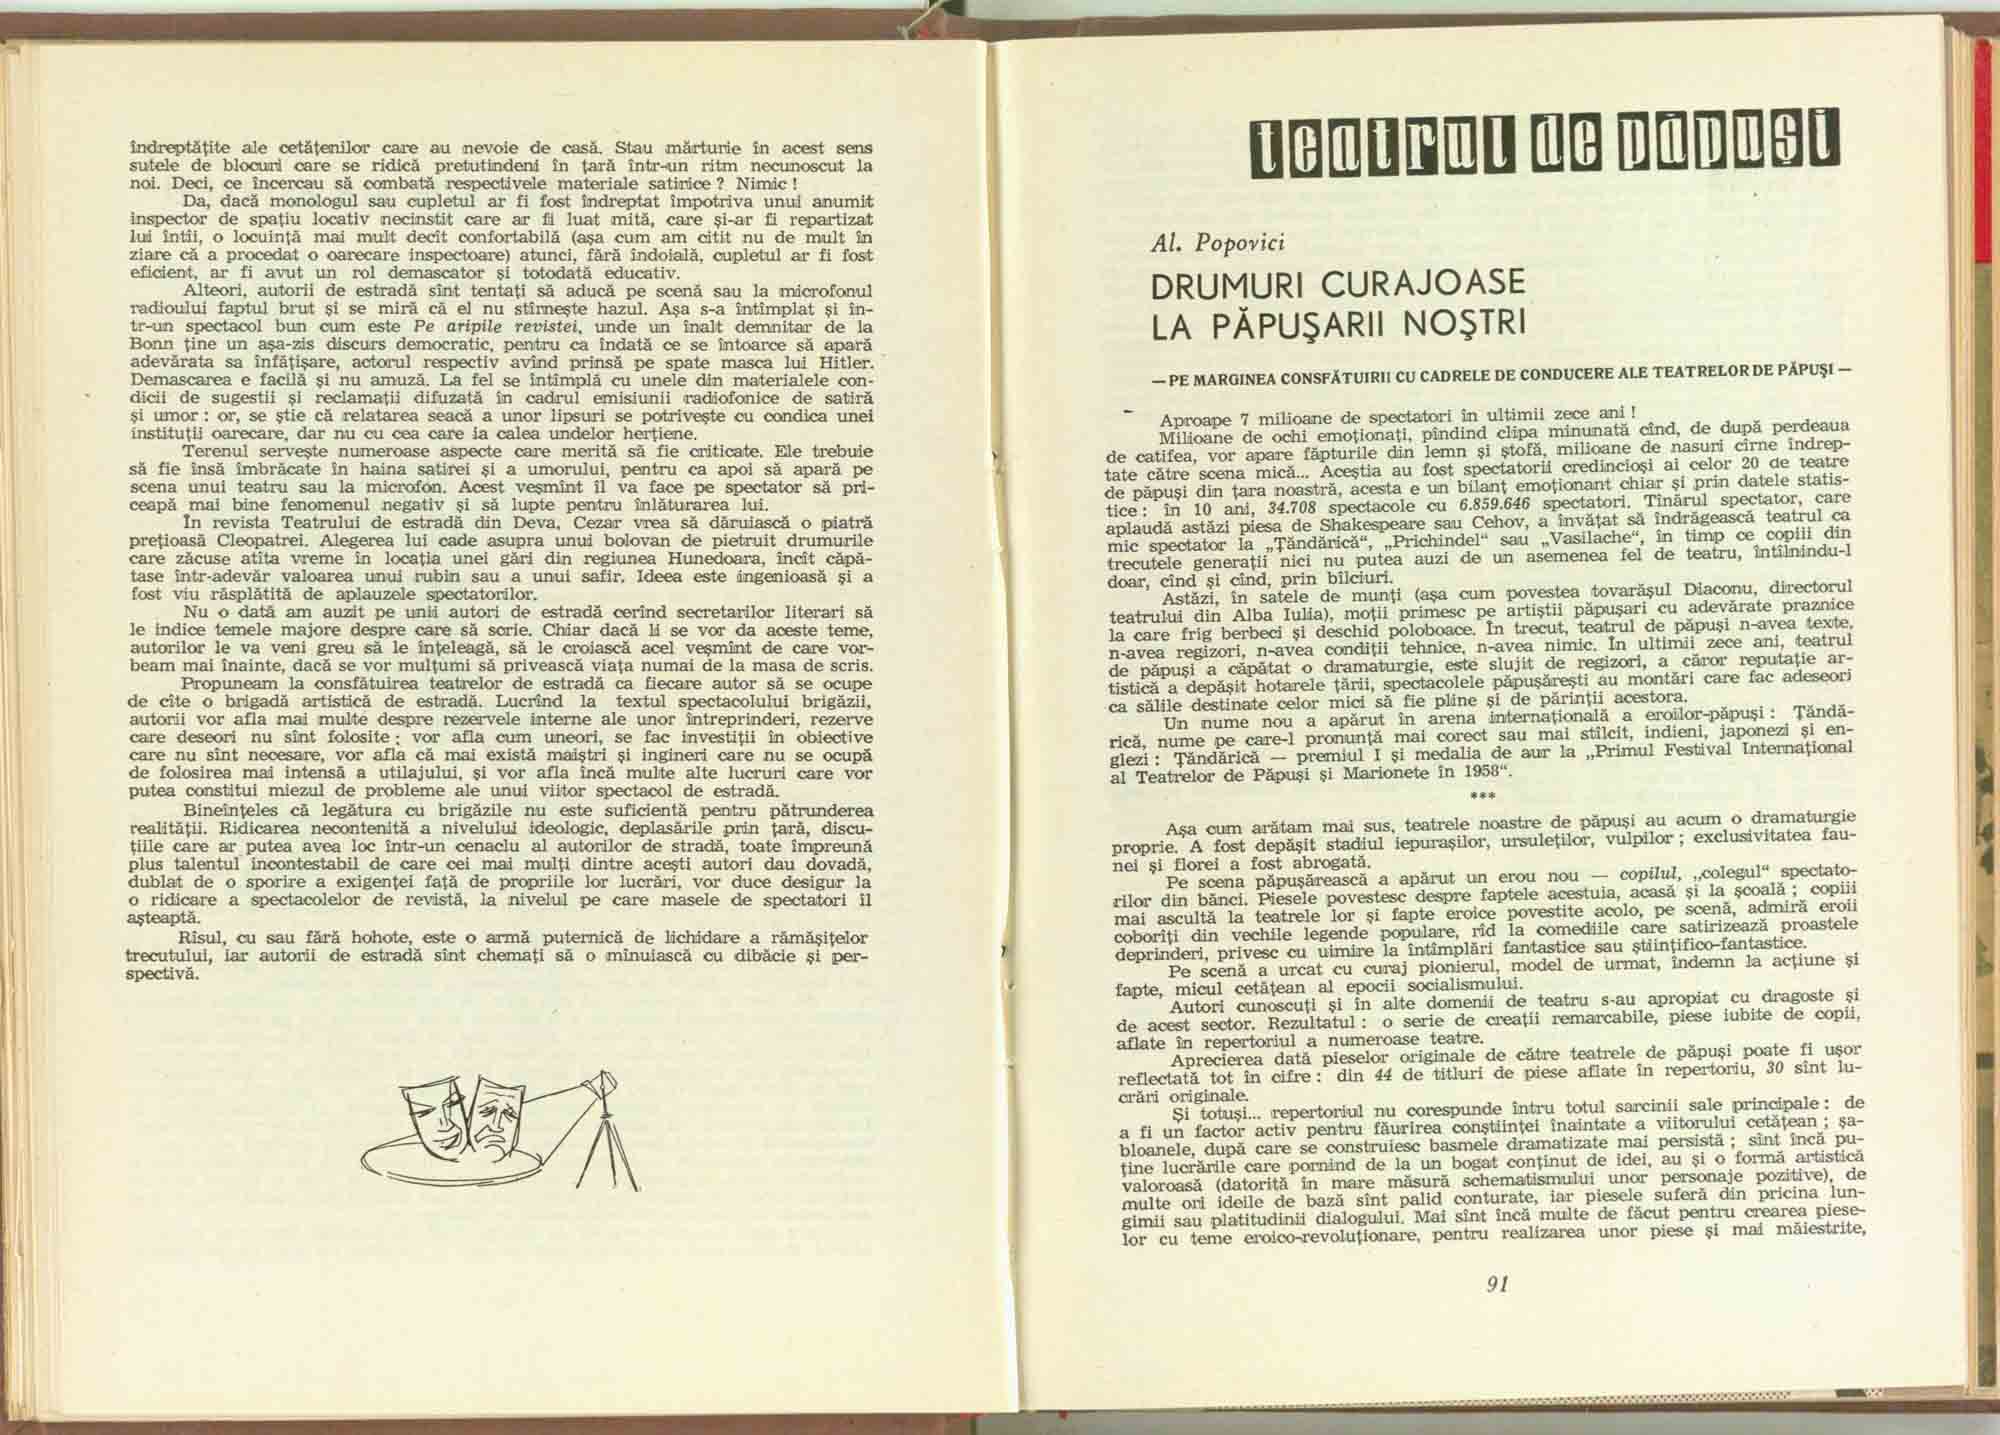 îndreptățite ale cetățenilor care au nevoie de casă. Stau mărturie în acest sens
sutele de blocuri care se ridică pretutindeni în țară într-un ritm necunoscut la
noi. Deci, ce încercau să combată respectivele materiale satirice ? Nimic !
Da, dacă monologul sau cupletul ar fi fost îndreptat împotriva unui anumit
inspector de spațiu locativ necinstit care ar fi luat mită, care și-ar fi repartizat
lui întîi, o locuință mai mult decît confortabilă (așa cum am citit nu de mult în
ziare că a procedat o oarecare inspectoare) atunci, fără îndoială, cupletul ar fi fost
eficient, ar fi avut un rol demascator și totodată educativ.
Alteori, autorii de estradă sînt tentați să aducă pe scenă sau la microfonul
radioului faptul brut și se miră că el nu stîrnește hazul. Așa s-a întîmplat și în-
tr-un spectacol bun cum este Pe aripile revistei, unde un înalt demnitar de la
Bonn ține un așa-zis discurs democratic, pentru ca îndată ce se întoarce să apară
adevărata sa înfățișare, actorul respectiv avînd prinsă pe spate masca lui Hitler.
Demascarea e facilă și nu amuză. La fel se întîmplă cu unele din materialele con-
dicii de sugestii și reclamații difuzată în cadrul emisiunii radiofonice de satiră
și umor : or, se știe că relatarea seacă a unor lipsuri se potrivește cu condica unei
instituții oarecare, dar nu cu cea care ia calea undelor herțiene.
Terenul servește numeroase aspecte care merită să fie criticate. Ele trebuie
să fie însă îmbrăcate în haina satirei și a umorului, pentru ca apoi să apară pe
scena unui teatru sau la microfon. Acest veșmînt îl va face pe spectator să pri-
ceapă mai bine fenomenul negativ și să lupte pentru înlăturarea lui.
În revista Teatrului de estradă din Deva, Cezar vrea să dăruiască o piatră
prețioasă Cleopatrei. Alegerea lui cade asupra unui bolovan de pietruit drumurile
care zăcuse atîta vreme în locația unei gări din regiunea Hunedoara, încît căpă-
tase într-adevăr valoarea unui rubin sau a unui safir. Ideea este ingenioasă și a
fost viu răsplătită de aplauzele spectatorilor.
Nu o dată am auzit pe unii autori de estradă cerînd secretarilor literari să
le indice temele majore despre care să scrie. Chiar dacă li se vor da aceste teme,
autorilor le va veni greu să le înțeleagă, să le croiască acel veșmînt de care vor-
beam mai înainte, dacă se vor mulțumi să privească viața numai de la masa de scris.
Propuneam la consfătuirea teatrelor de estradă ca fiecare autor să se ocupe
de cîte o brigadă artistică de estradă. Lucrînd la textul spectacolului brigăzii,
autorii vor afla mai multe despre rezervele interne ale unor întreprinderi, rezerve
care deseori nu sînt folosite ; vor afla cum uneori, se fac investiții în obiective
care nu sînt necesare, vor afla că mai există maiștri și ingineri care nu se ocupă
de folosirea mai intensă a utilajului, și vor afla încă multe alte lucruri care vor
putea constitui miezul de probleme ale unui viitor spectacol de estradă.
Bineînțeles că legătura cu brigăzile nu este suficientă pentru pătrunderea
realității. Ridicarea necontenită a nivelului ideologic, deplasările prin țară, discu-
țiile care ar putea avea loc într-un cenaclu al autorilor de stradă, toate împreună
plus talentul incontestabil de care cei mai mulți dintre acești autori dau dovadă,
dublat de o sporire a exigenței față de propriile lor lucrări, vor duce desigur la
o ridicare a spectacolelor de revistă, la nivelul pe care masele de spectatori îl
așteaptă.
Rîsul, cu sau fără hohote, este o armă puternică de lichidare a rămășițelor
trecutului, iar autorii de estradă sînt chemați să o mînuiască cu dibăcie și per-
spectivă.
teatrul de păpuși
Al. Popovici
DRUMURI CURAJOASE
LA PĂPUȘARII NOȘTRI
— PE MARGINEA CONSFĂTUIRII CU CADRELE DE CONDUCERE ALE TEATRELOR DE PĂPUȘI —
Aproape 7 milioane de spectatori în ultimii zece ani !
Milioane de ochi emoționați, pîndind clipa minunată cînd, de după perdeaua
de catifea, vor apare făpturile din lemn și ștofă, milioane de nasuri cîrne îndrep-
tate către scena mică... Aceștia au fost spectatorii credincioși ai celor 20 de teatre
de păpuși din țara noastră, acesta e un bilanț emoționant chiar și prin datele statis-
tice : în 10 ani, 34.708 spectacole cu 6.859.646 spectatori. Tînărul spectator, care
aplaudă astăzi piesa de Shakespeare sau Cehov, a învățat să îndrăgească teatrul ca
mic spectator la „Țăndărică“, „Prichindel“ sau „Vasilache“, în timp ce copiii din
trecutele generații nici nu putea auzi de un asemenea fel de teatru, întîlnindu-l
doar, cînd și cînd, prin bîlciuri.
Astăzi, în satele de munți (așa cum povestea tovarășul Diaconu, directorul
teatrului din Alba Iulia), moții primesc pe artiștii păpușari cu adevărate praznice
la care frig berbeci și deschid poloboace. În trecut, teatrul de păpuși n-avea texte,
n-avea regizori, n-avea condiții tehnice, n-avea nimic. În ultimii zece ani, teatrul
de păpuși a căpătat o dramaturgie, este slujit de regizori, a căror reputație ar-
tistică a depășit hotarele țării, spectacolele păpușărești au montări care fac adeseori
ca sălile destinate celor mici să fie pline și de părinții acestora.
Un nume nou a apărut în arena internațională a eroilor-păpuși : Țăndă-
rică, nume pe care-l pronunță mai corect sau mai stîlcit, indieni, japonezi și en-
glezi : Țăndărică — premiul I și medalia de aur la „Primul Festival Internațional
al Teatrelor de Păpuși și Marionete în 1958“.
***
Așa cum arătam mai sus, teatrele noastre de păpuși au acum o dramaturgie
proprie. A fost depășit stadiul iepurașilor, ursuleților, vulpilor ; exclusivitatea fau-
nei și florei a fost abrogată.
Pe scena păpușărească a apărut un erou nou — copilul, „colegul“ spectato-
rilor din bănci. Piesele povestesc despre faptele acestuia, acasă și la școală ; copiii
mai ascultă la teatrele lor și fapte eroice povestite acolo, pe scenă, admiră eroii
coborîți din vechile legende populare, rîd la comediile care satirizează proastele
deprinderi, privesc cu uimire la întîmplări fantastice sau științifico-fantastice.
Pe scenă a urcat cu curaj pionierul, model de urmat, îndemn la acțiune și
fapte, micul cetățean al epocii socialismului.
Autori cunoscuți și în alte domenii de teatru s-au apropiat cu dragoste și
de acest sector. Rezultatul : o serie de creații remarcabile, piese iubite de copii,
aflate în repertoriul a numeroase teatre.
Aprecierea dată pieselor originale de către teatrele de păpuși poate fi ușor
reflectată tot în cifre : din 44 de titluri de piese aflate în repertoriu, 30 sînt lu-
crări originale.
Și totuși... repertoriul nu corespunde întru totul sarcinii sale principale : de
a fi un factor activ pentru făurirea conștiinței înaintate a viitorului cetățean ; șa-
bloanele, după care se construiesc basmele dramatizate mai persistă ; sînt încă pu-
ține lucrările care pornind de la un bogat conținut de idei, au și o formă artistică
valoroasă (datorită în mare măsură schematismului unor personaje pozitive), de
multe ori ideile de bază sînt palid conturate, iar piesele suferă din pricina lun-
gimii sau platitudinii dialogului. Mai sînt încă multe de făcut pentru crearea piese-
lor cu teme eroico-revoluționare, pentru realizarea unor piese și mai măiestrite,
91